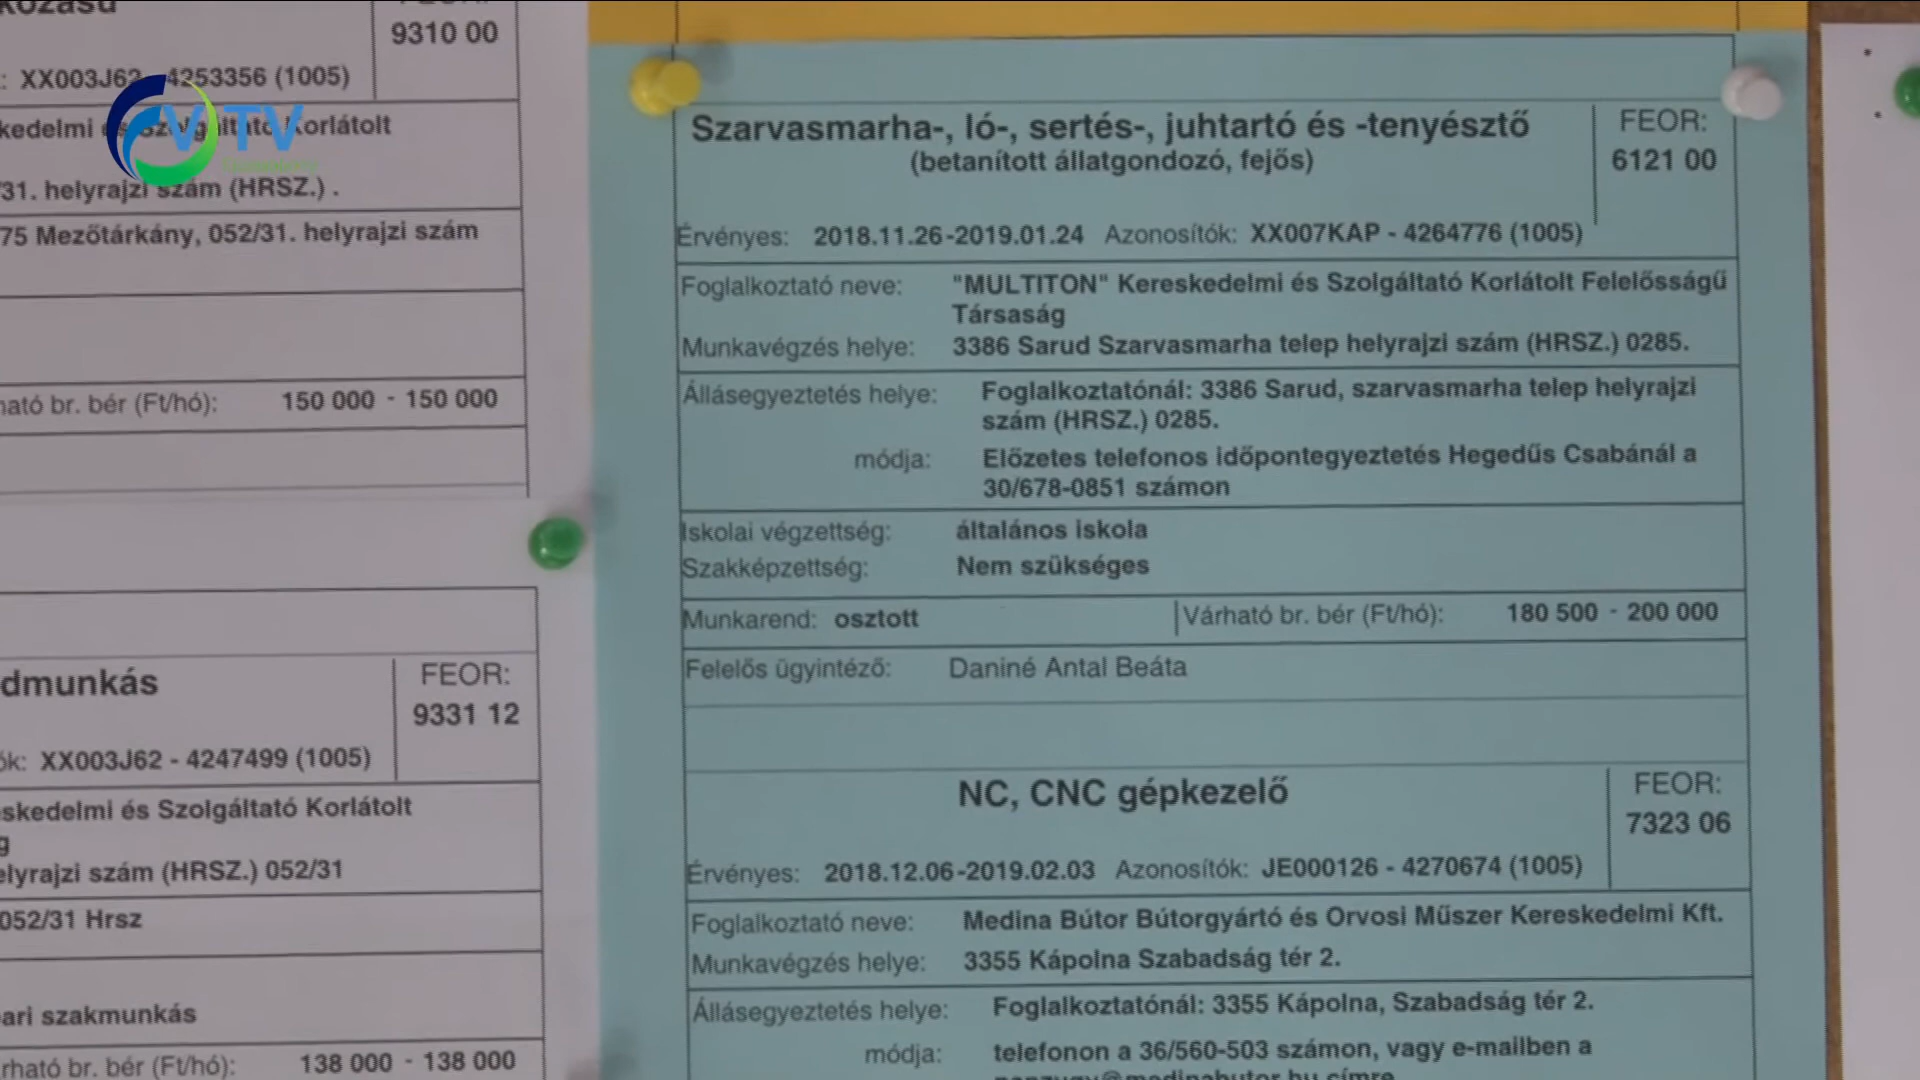 9310 00
XX003J62 - 4253356 (1005)
Korlátolt
/31. helyrajzi szám (HRSZ.) .
75 Mezőtárkány, 052/31. helyrajzi szám
ható br. bér (Ft/hó): 150 000 - 150 000
dmunkás
FEOR:
9331 12
ók: XX003J62 - 4247499 (1005)
skedelmi és Szolgáltató Korlátolt
g
elyrajzi szám (HRSZ.) 052/31
052/31 Hrsz
ari szakmunkás
rható br. bér (Ft/hó): 138 000 - 138 000
VTV
Szarvasmarha-, ló-, sertés-, juhtartó és -tenyésztő
(betanított állatgondozó, fejős)
FEOR:
6121 00
Érvényes: 2018.11.26-2019.01.24 Azonosítók: XX007KAP - 4264776 (1005)
Foglalkoztató neve: "MULTITON" Kereskedelmi és Szolgáltató Korlátolt Felelősségű
Társaság
Munkavégzés helye: 3386 Sarud Szarvasmarha telep helyrajzi szám (HRSZ.) 0285.
Állásegyeztetés helye: Foglalkoztatónál: 3386 Sarud, szarvasmarha telep helyrajzi
szám (HRSZ.) 0285.
módja: Előzetes telefonos időpontegyeztetés Hegedűs Csabánál a
30/678-0851 számon
Iskolai végzettség: általános iskola
Szakképzettség: Nem szükséges
Munkarend: osztott Várható br. bér (Ft/hó): 180 500 - 200 000
Felelős ügyintéző: Daniné Antal Beáta
NC, CNC gépkezelő
FEOR:
7323 06
Érvényes: 2018.12.06-2019.02.03 Azonosítók: JE000126 - 4270674 (1005)
Foglalkoztató neve: Medina Bútor Bútorgyártó és Orvosi Műszer Kereskedelmi Kft.
Munkavégzés helye: 3355 Kápolna Szabadság tér 2.
Állásegyeztetés helye: Foglalkoztatónál: 3355 Kápolna, Szabadság tér 2.
módja: telefonon a 36/560-503 számon, vagy e-mailben a